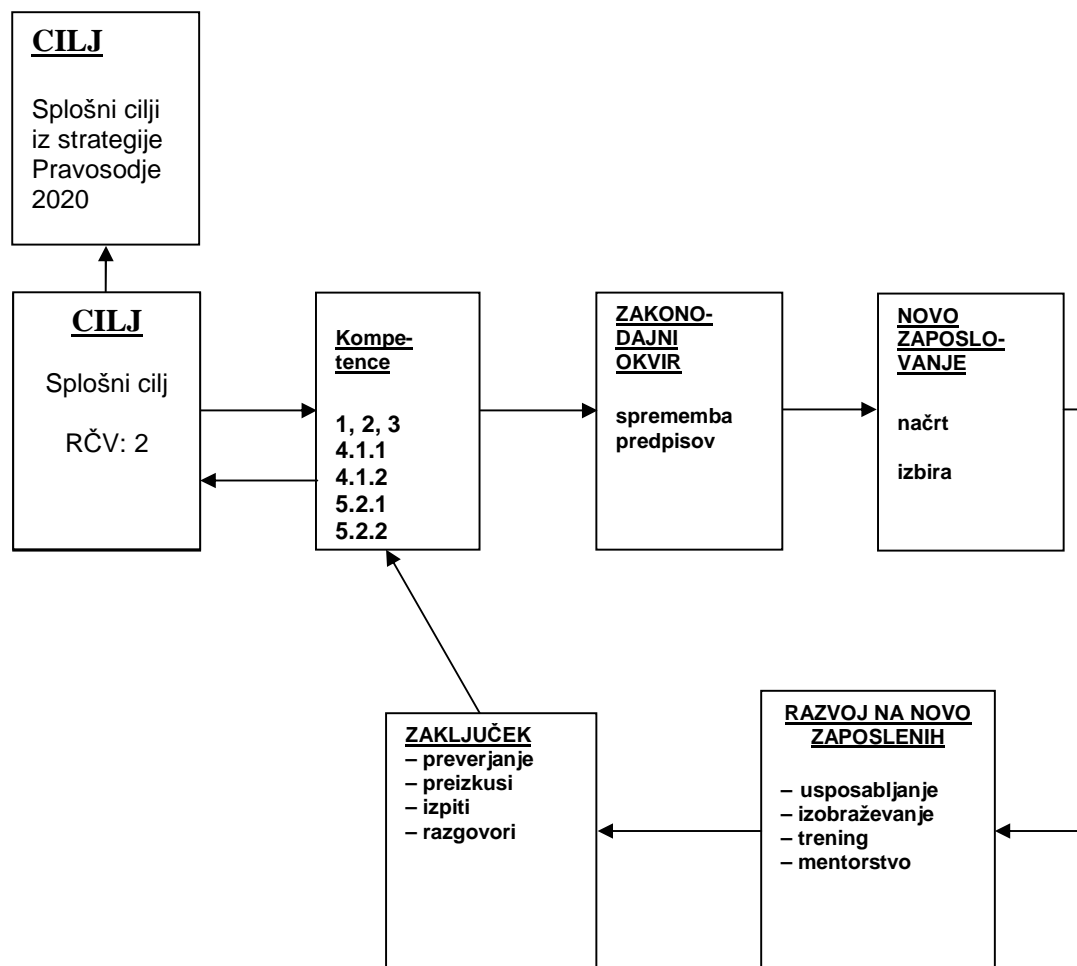 CILJ
Splošni cilji
iz strategije
Pravosodje
2020
CILJ
Splošni cilj
RČV: 2
Kompe-
tence
1, 2, 3
4.1.1
4.1.2
5.2.1
5.2.2
ZAKONO-
DAJNI
OKVIR
sprememba
predpisov
NOVO
ZAPOSLO-
VANJE
načrt
izbira
ZAKLJUČEK
– preverjanje
– preizkusi
– izpiti
– razgovori
RAZVOJ NA NOVO
ZAPOSLENIH
– usposabljanje
– izobraževanje
– trening
– mentorstvo